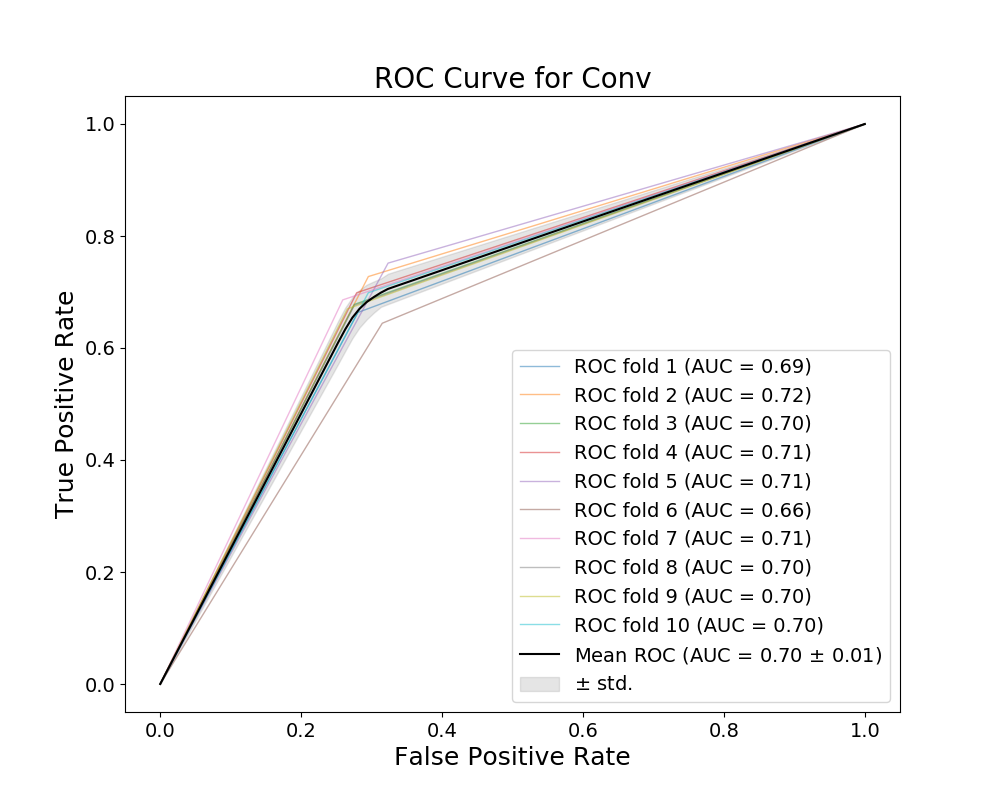 ROC Curve for Conv
True Positive Rate
1.0
0.8
0.6
0.4
0.2
0.0
ROC fold 1 (AUC = 0.69)
ROC fold 2 (AUC = 0.72)
ROC fold 3 (AUC = 0.70)
ROC fold 4 (AUC = 0.71)
ROC fold 5 (AUC = 0.71)
ROC fold 6 (AUC = 0.66)
ROC fold 7 (AUC = 0.71)
ROC fold 8 (AUC = 0.70)
ROC fold 9 (AUC = 0.70)
ROC fold 10 (AUC = 0.70)
Mean ROC (AUC = 0.70 ± 0.01)
± std.
0.0 0.2 0.4 0.6 0.8 1.0
False Positive Rate